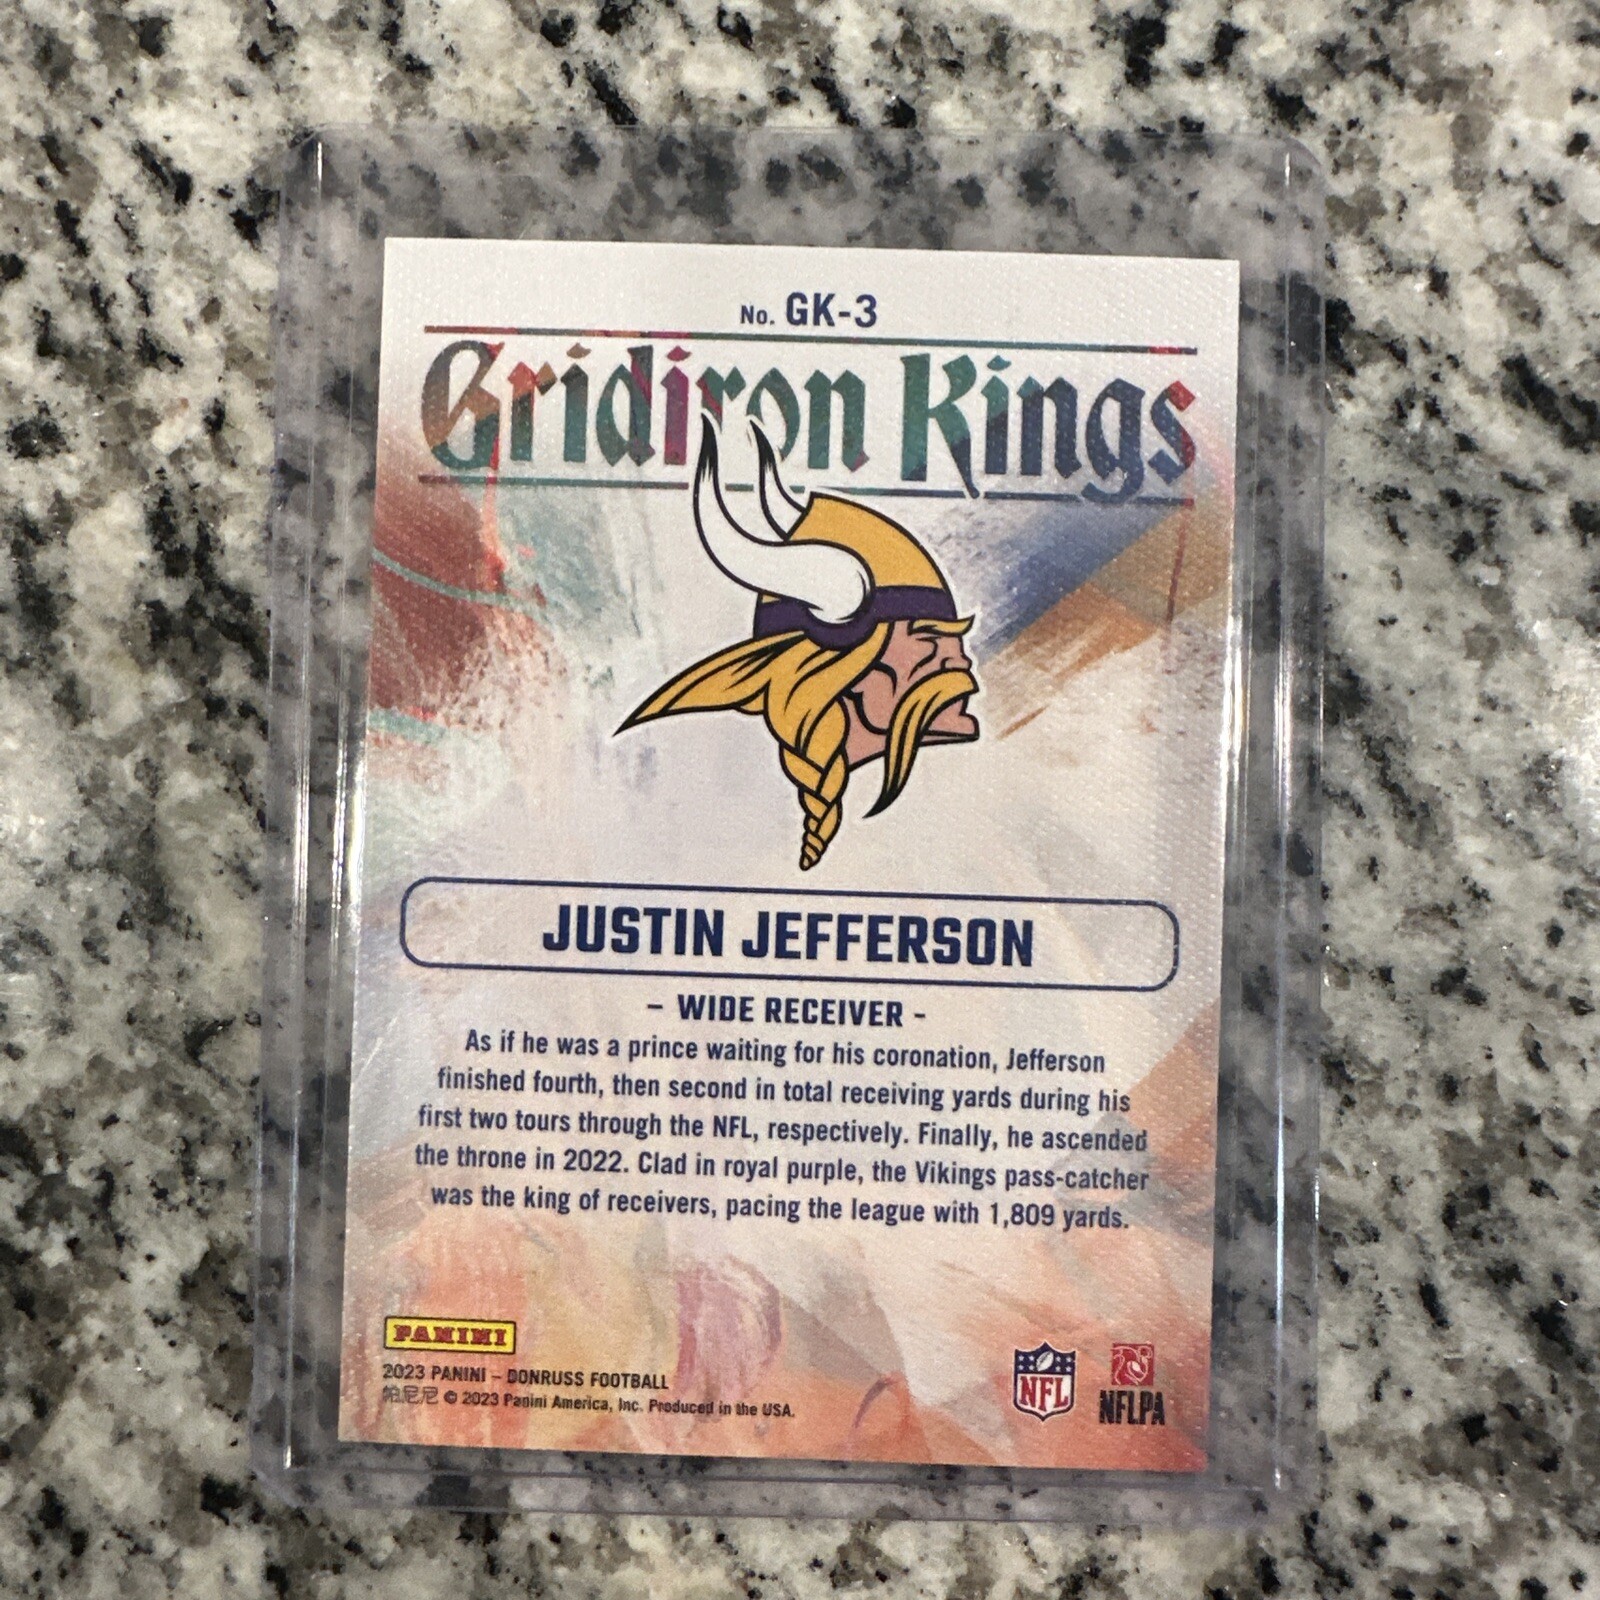 No. GK-3
Gridiron Kings
JUSTIN JEFFERSON
- WIDE RECEIVER -
As if he was a prince waiting for his coronation, Jefferson
finished fourth, then second in total receiving yards during his
first two tours through the NFL, respectively. Finally, he ascended
the throne in 2022. Clad in royal purple, the Vikings pass-catcher
was the king of receivers, pacing the league with 1,809 yards.
PANINI
2023 PANINI – DONRUSS FOOTBALL
帕尼尼 © 2023 Panini America, Inc. Produced in the USA.
NFL
NFLPA